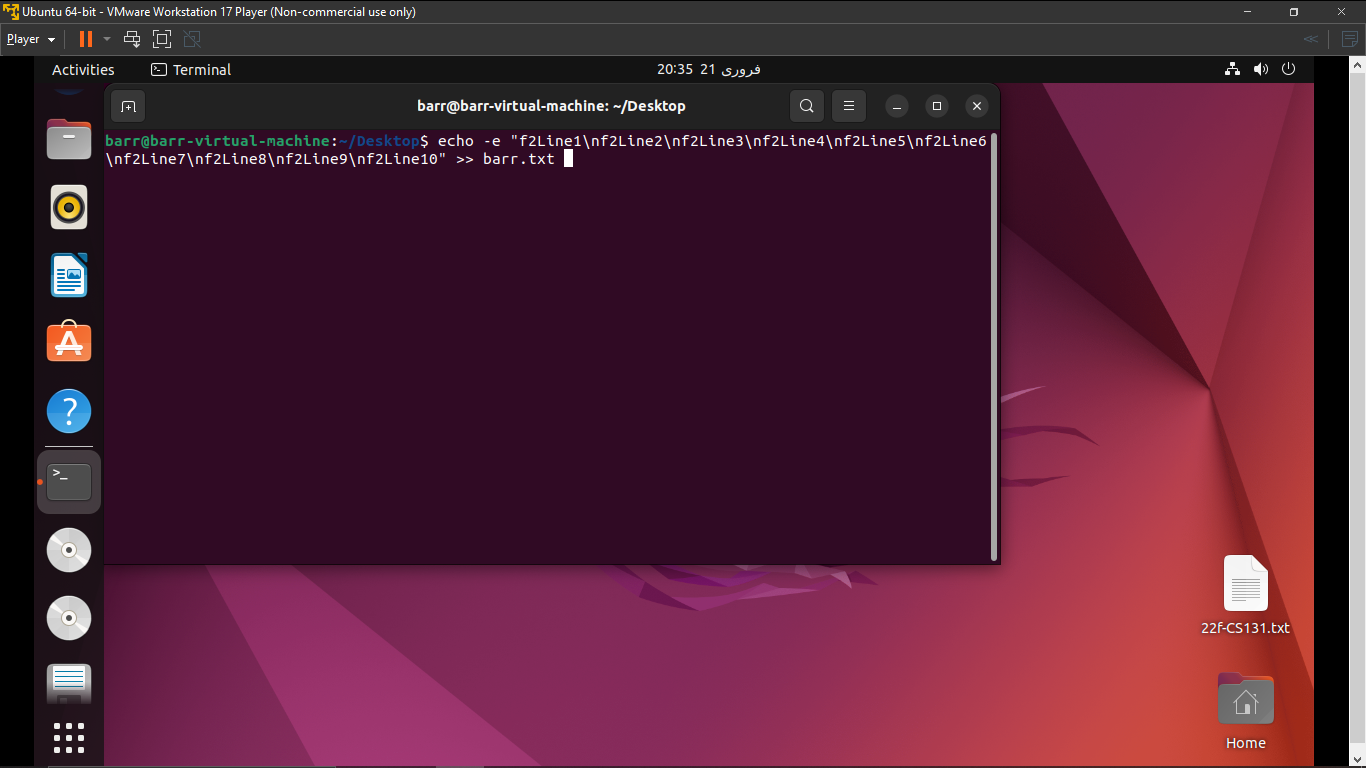 Ubuntu 64-bit - VMware Workstation 17 Player (Non-commercial use only)
Player
Activities
Terminal
20:35 21 فروری
barr@barr-virtual-machine: ~/Desktop
barr@barr-virtual-machine:~/Desktop$ echo -e "f2Line1\nf2Line2\nf2Line3\nf2Line4\nf2Line5\nf2Line6
\nf2Line7\nf2Line8\nf2Line9\nf2Line10" >> barr.txt
22f-CS131.txt
Home